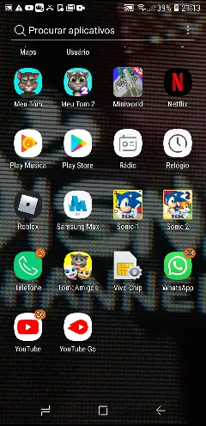 39% 21:13
Procurar aplicativos
Maps Usuário
Meu Tom Meu Tom 2 Miniworld Netflix
Play Música Play Store Rádio Relógio
Roblox Samsung Max Sonic 1 Sonic 2
Telefone Tom: Amigos Vivo Chip WhatsApp
YouTube YouTube Go